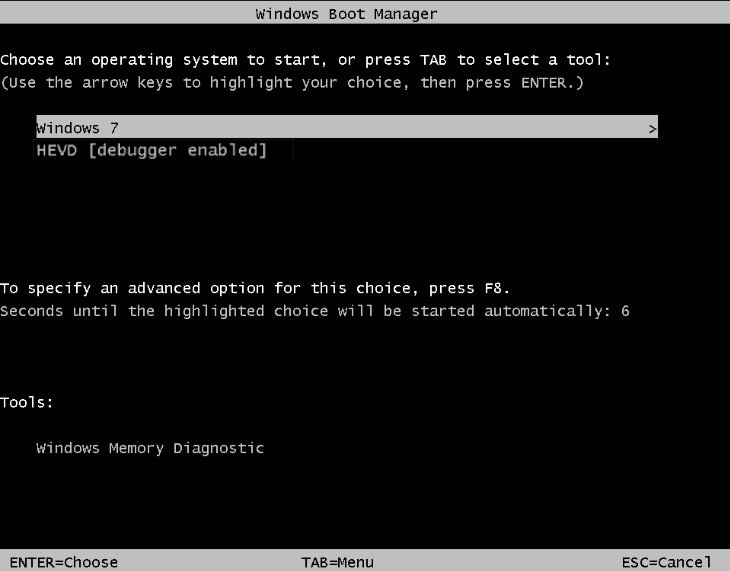 Windows Boot Manager
Choose an operating system to start, or press TAB to select a tool:
(Use the arrow keys to highlight your choice, then press ENTER.)
Windows 7 >
HEVD [debugger enabled]
To specify an advanced option for this choice, press F8.
Seconds until the highlighted choice will be started automatically: 6
Tools:
Windows Memory Diagnostic
ENTER=Choose TAB=Menu ESC=Cancel